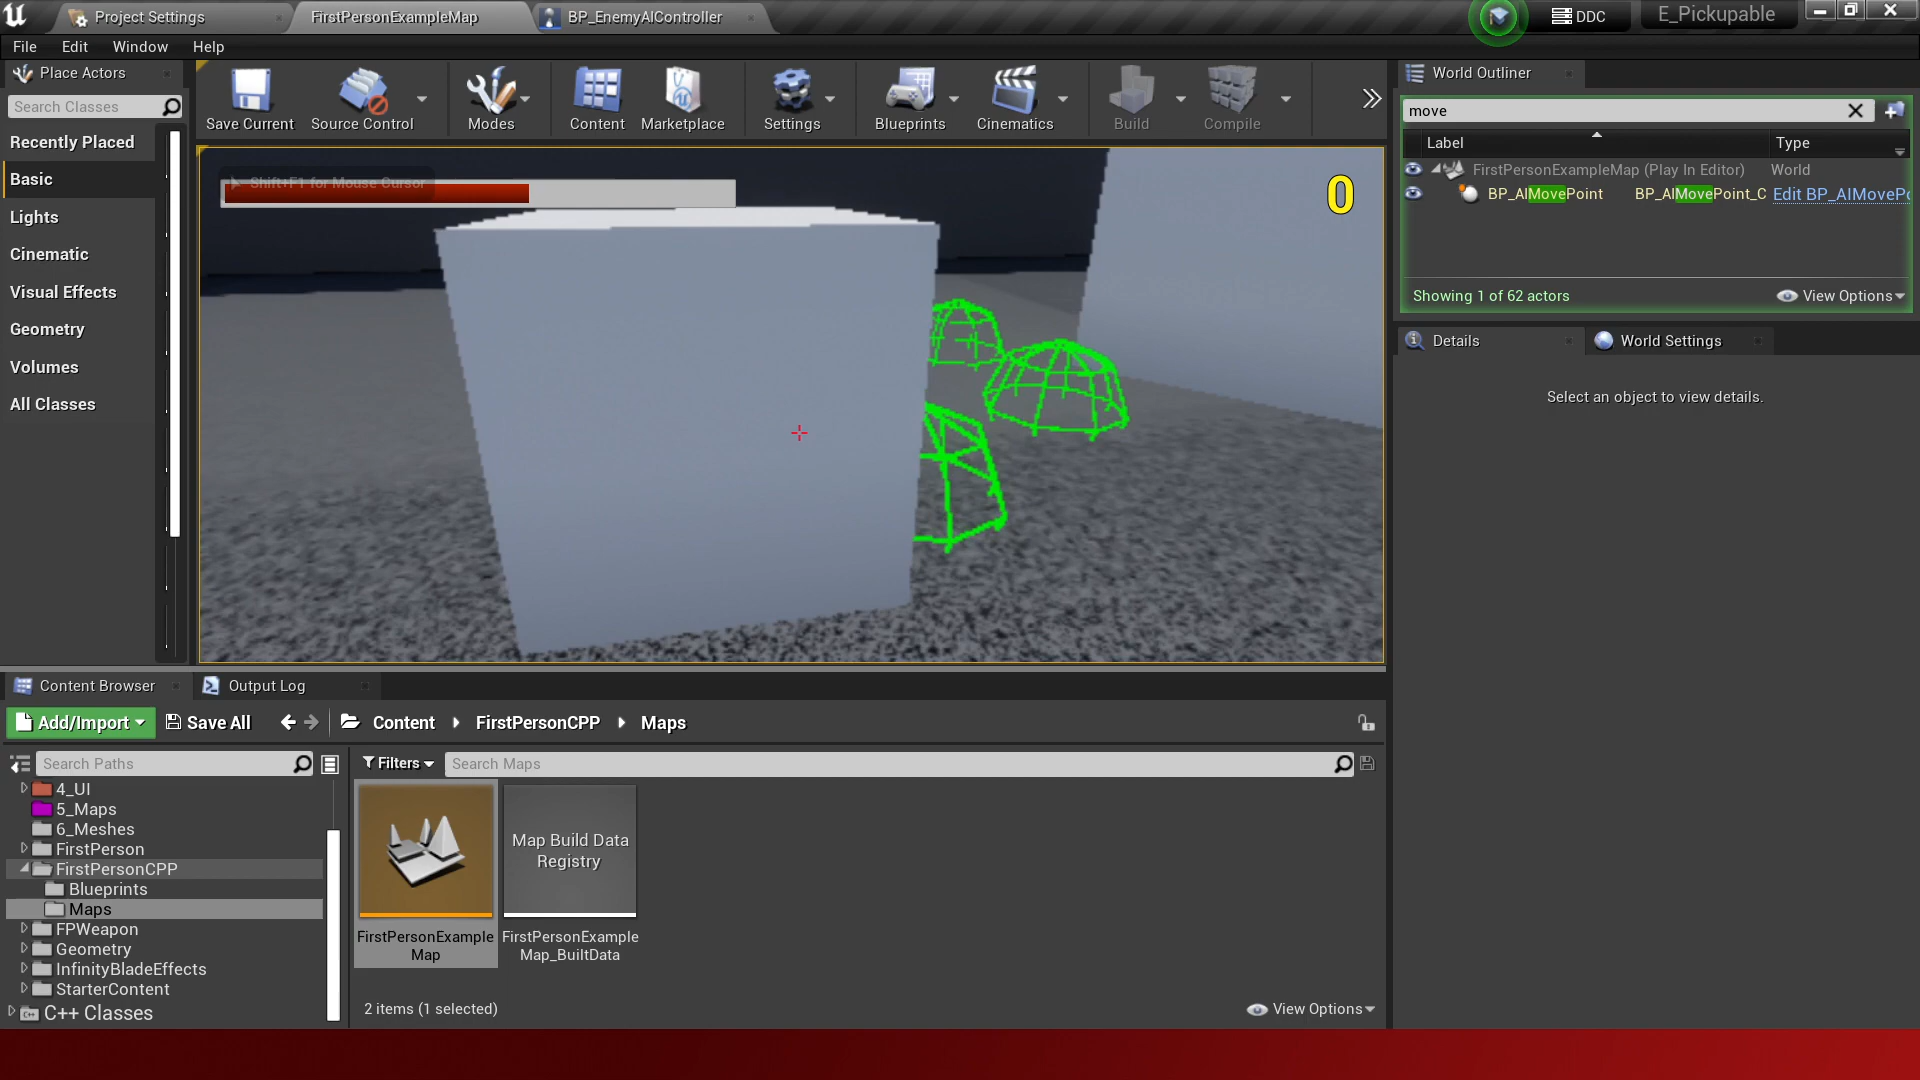 Project Settings
FirstPersonExampleMap
BP_EnemyAIController
DDC
E_Pickupable
File Edit Window Help
Place Actors
Search Classes
Recently Placed
Basic
Lights
Cinematic
Visual Effects
Geometry
Volumes
All Classes
Save Current
Source Control
Modes
Content
Marketplace
Settings
Blueprints
Cinematics
Build
Compile
Shift+F1 for Mouse Cursor
0
World Outliner
move
Label Type
FirstPersonExampleMap (Play In Editor) World
BP_AIMovePoint BP_AIMovePoint_C Edit BP_AIMovePo
Showing 1 of 62 actors View Options
Details World Settings
Select an object to view details.
Content Browser Output Log
Add/Import Save All Content FirstPersonCPP Maps
Search Paths
Filters Search Maps
4_UI
5_Maps
6_Meshes
FirstPerson
FirstPersonCPP
Blueprints
Maps
FPWeapon
Geometry
InfinityBladeEffects
StarterContent
C++ Classes
FirstPersonExample
Map
Map Build Data
Registry
FirstPersonExample
Map_BuiltData
2 items (1 selected)
View Options